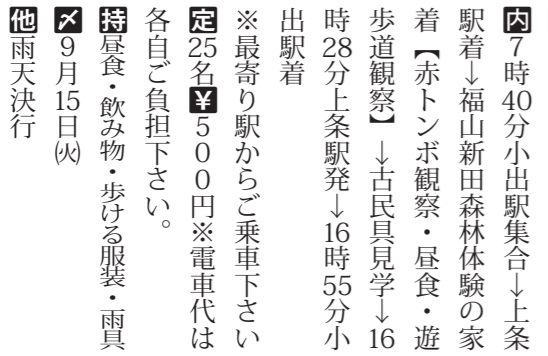 内７時40分小出駅集合→上条
駅着→福山新田森林体験の家
着【赤トンボ観察・昼食・遊
歩道観察】→古民具見学→16
時28分上条駅発→16時55分小
出駅着
※最寄り駅からご乗車下さい
定25名¥５００円※電車代は
各自ご負担下さい。
持昼食・飲み物・歩ける服装・雨具
〆９月15日㈫
他雨天決行